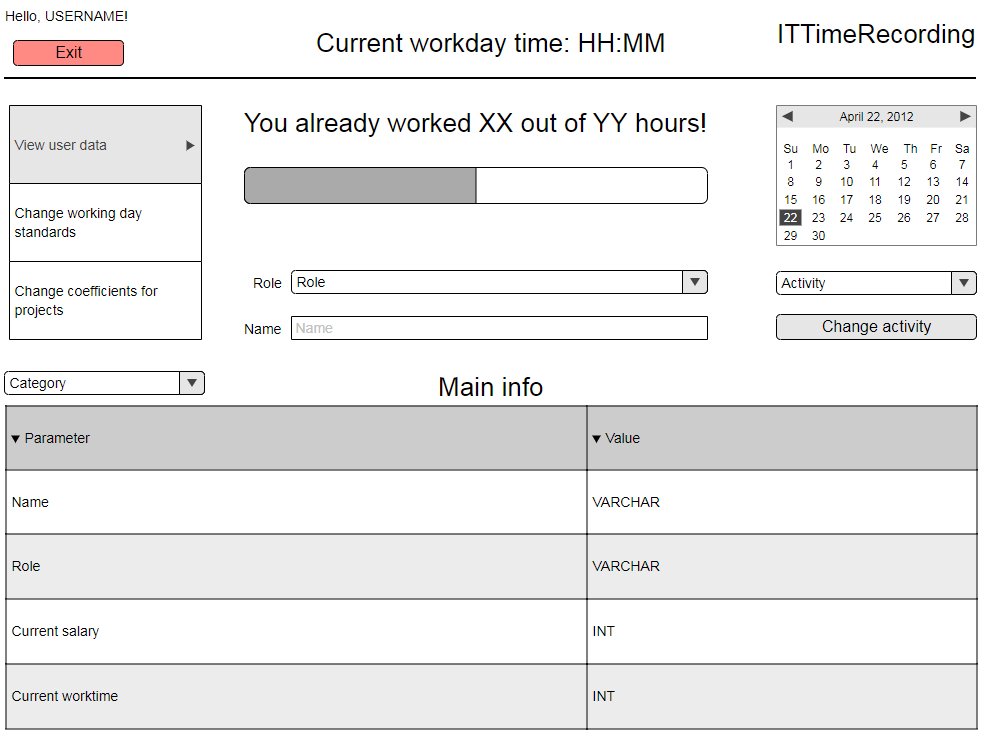 Hello, USERNAME!
Exit
Current workday time: HH:MM
ITTimeRecording
View user data
Change working day
standards
Change coefficients for
projects
You already worked XX out of YY hours!
Role Role
Name Name
April 22, 2012
Su Mo Tu We Th Fr Sa
1 2 3 4 5 6 7
8 9 10 11 12 13 14
15 16 17 18 19 20 21
22 23 24 25 26 27 28
29 30
Activity
Change activity
Category
Main info
Parameter Value
Name VARCHAR
Role VARCHAR
Current salary INT
Current worktime INT